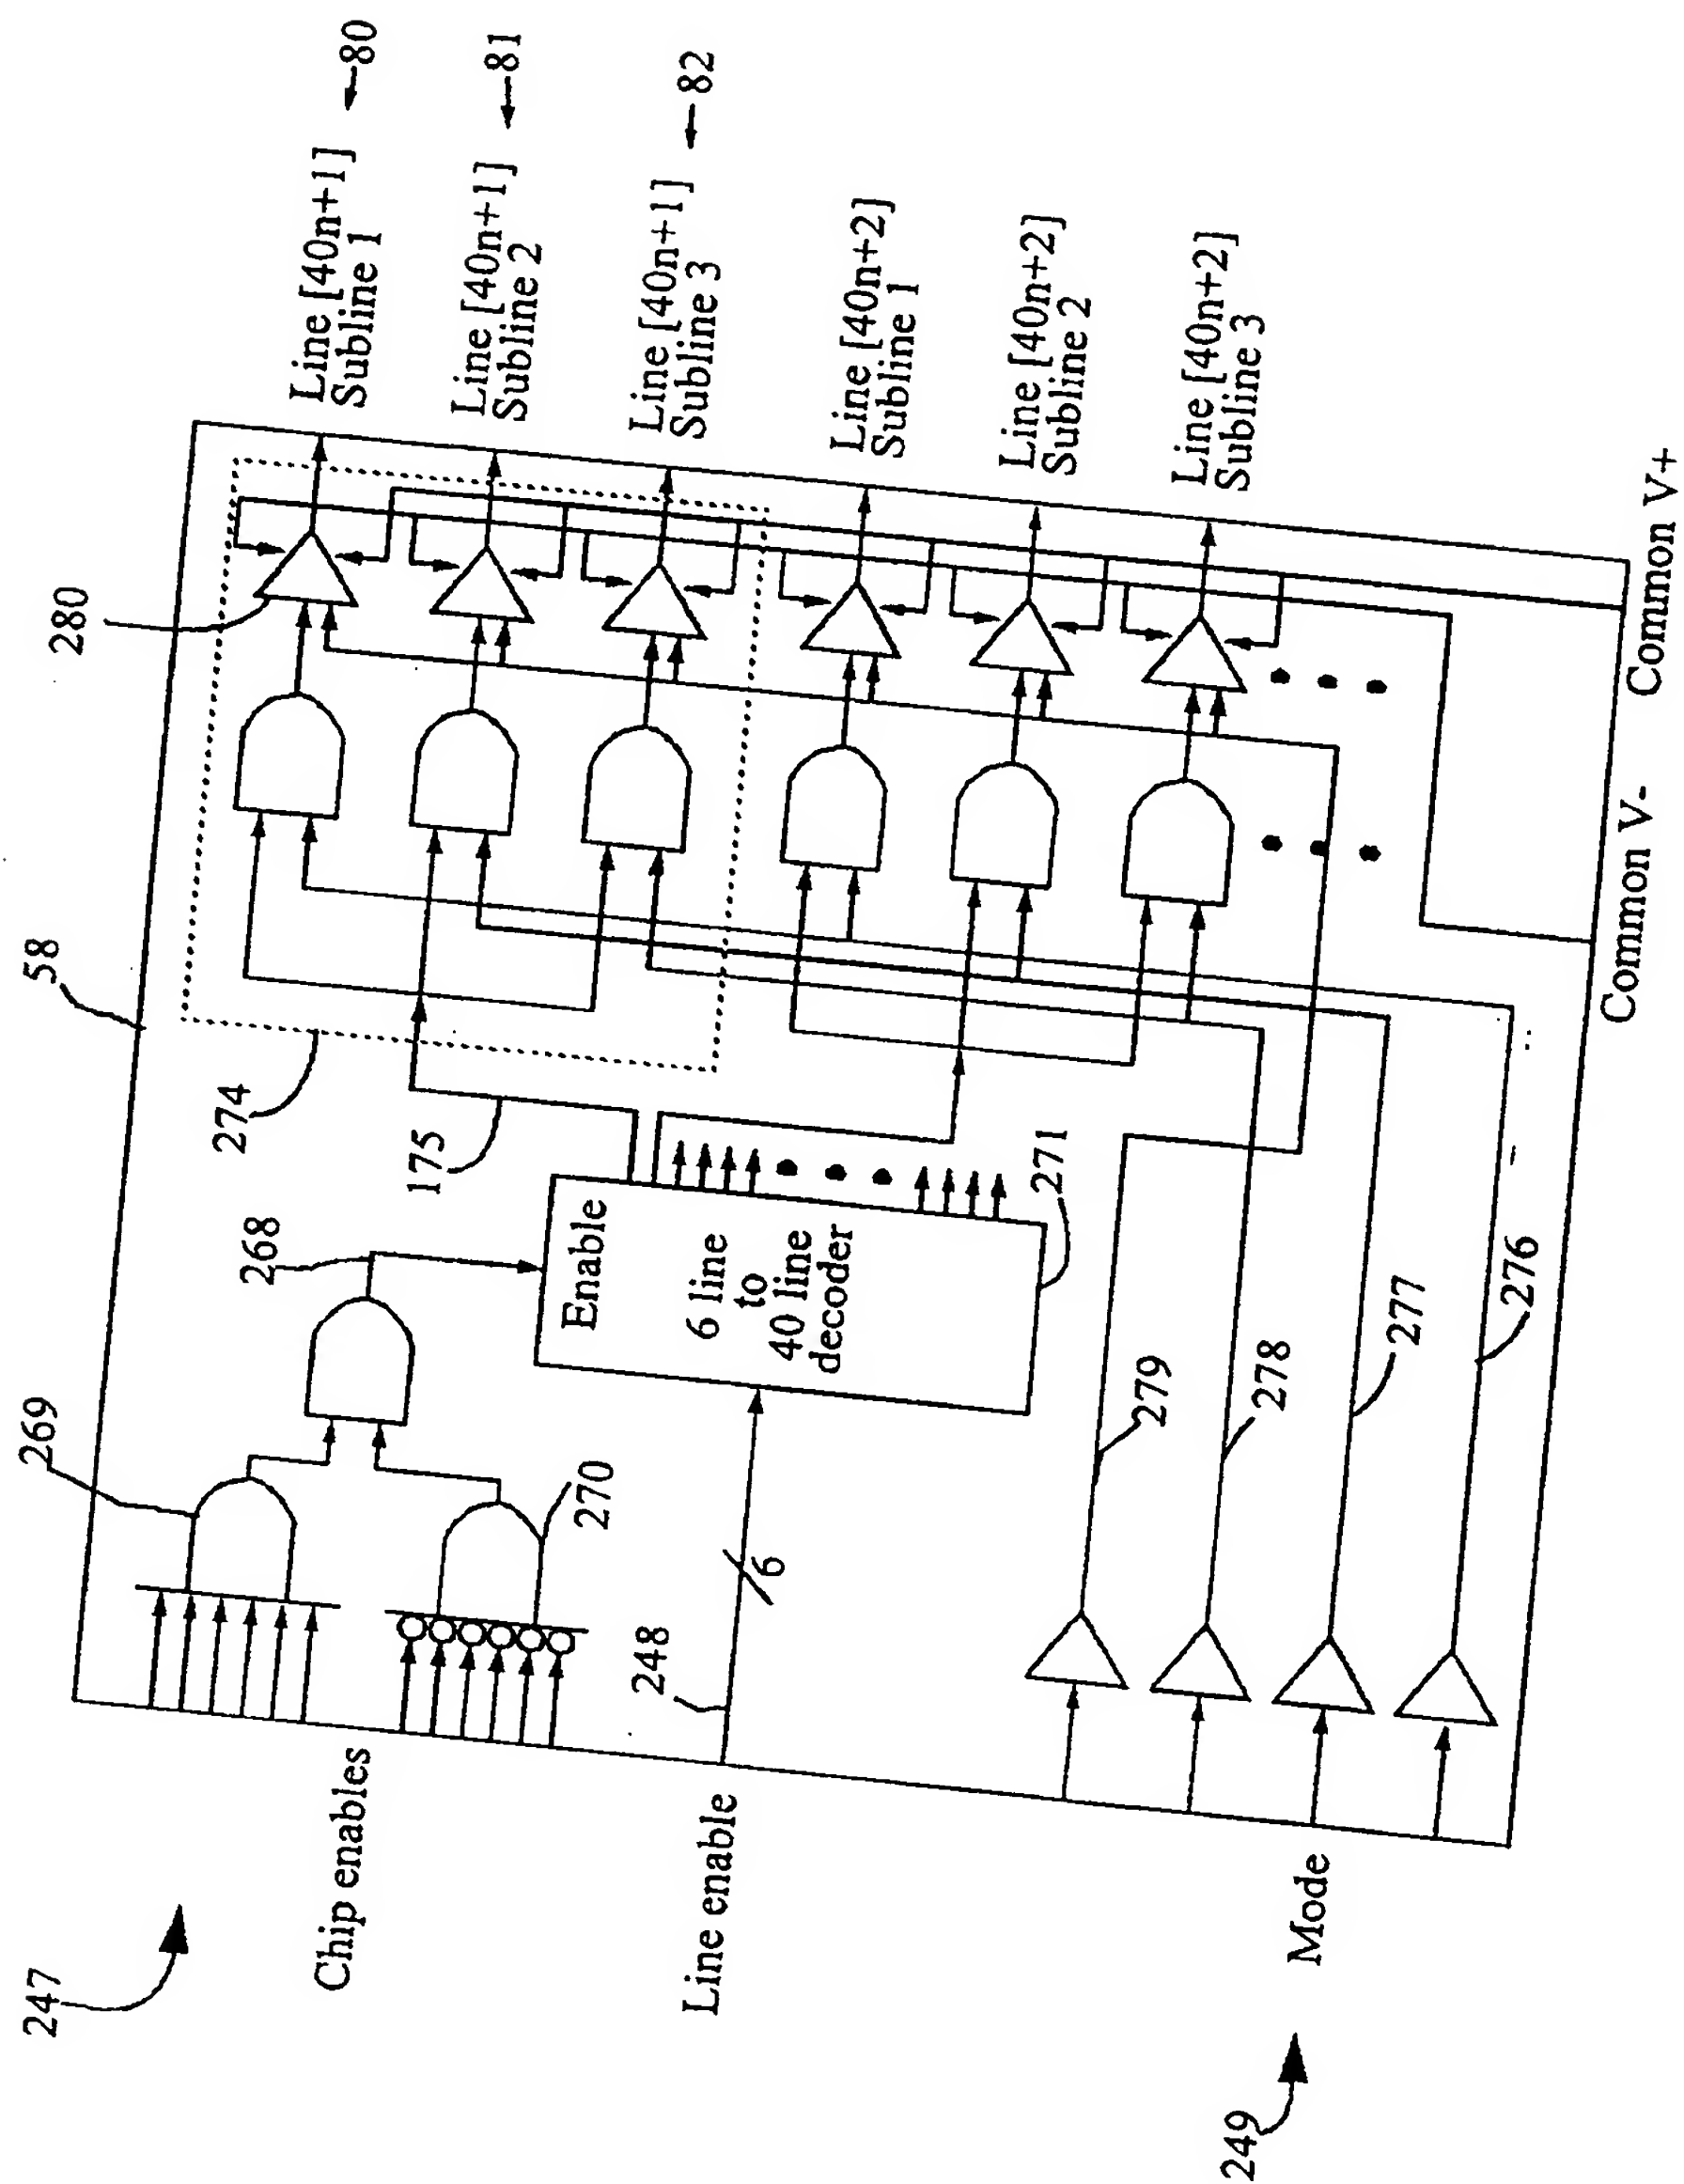 247
Chip enables
Line enable
249
Mode
58
269
268
270
248
6
Enable
6 line
to
40 line
decoder
271
175
274
280
279
278
277
276
Line [40n+1]
Subline 1
80
Line [40n+1]
Subline 2
81
Line [40n+1]
Subline 3
82
Line [40n+2]
Subline 1
Line [40n+2]
Subline 2
Line [40n+2]
Subline 3
Common V-
Common V+